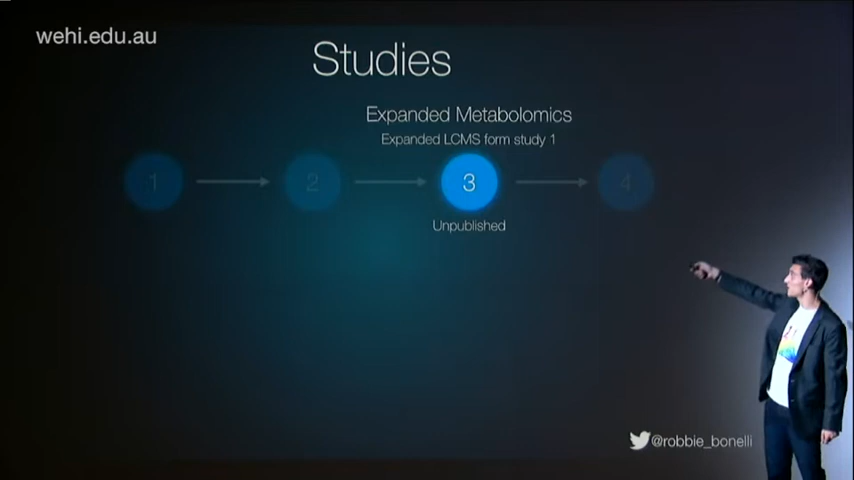 wehi.edu.au
Studies
Expanded Metabolomics
Expanded LCMS form study 1
1
2
3
4
Unpublished
@robbie_bonelli